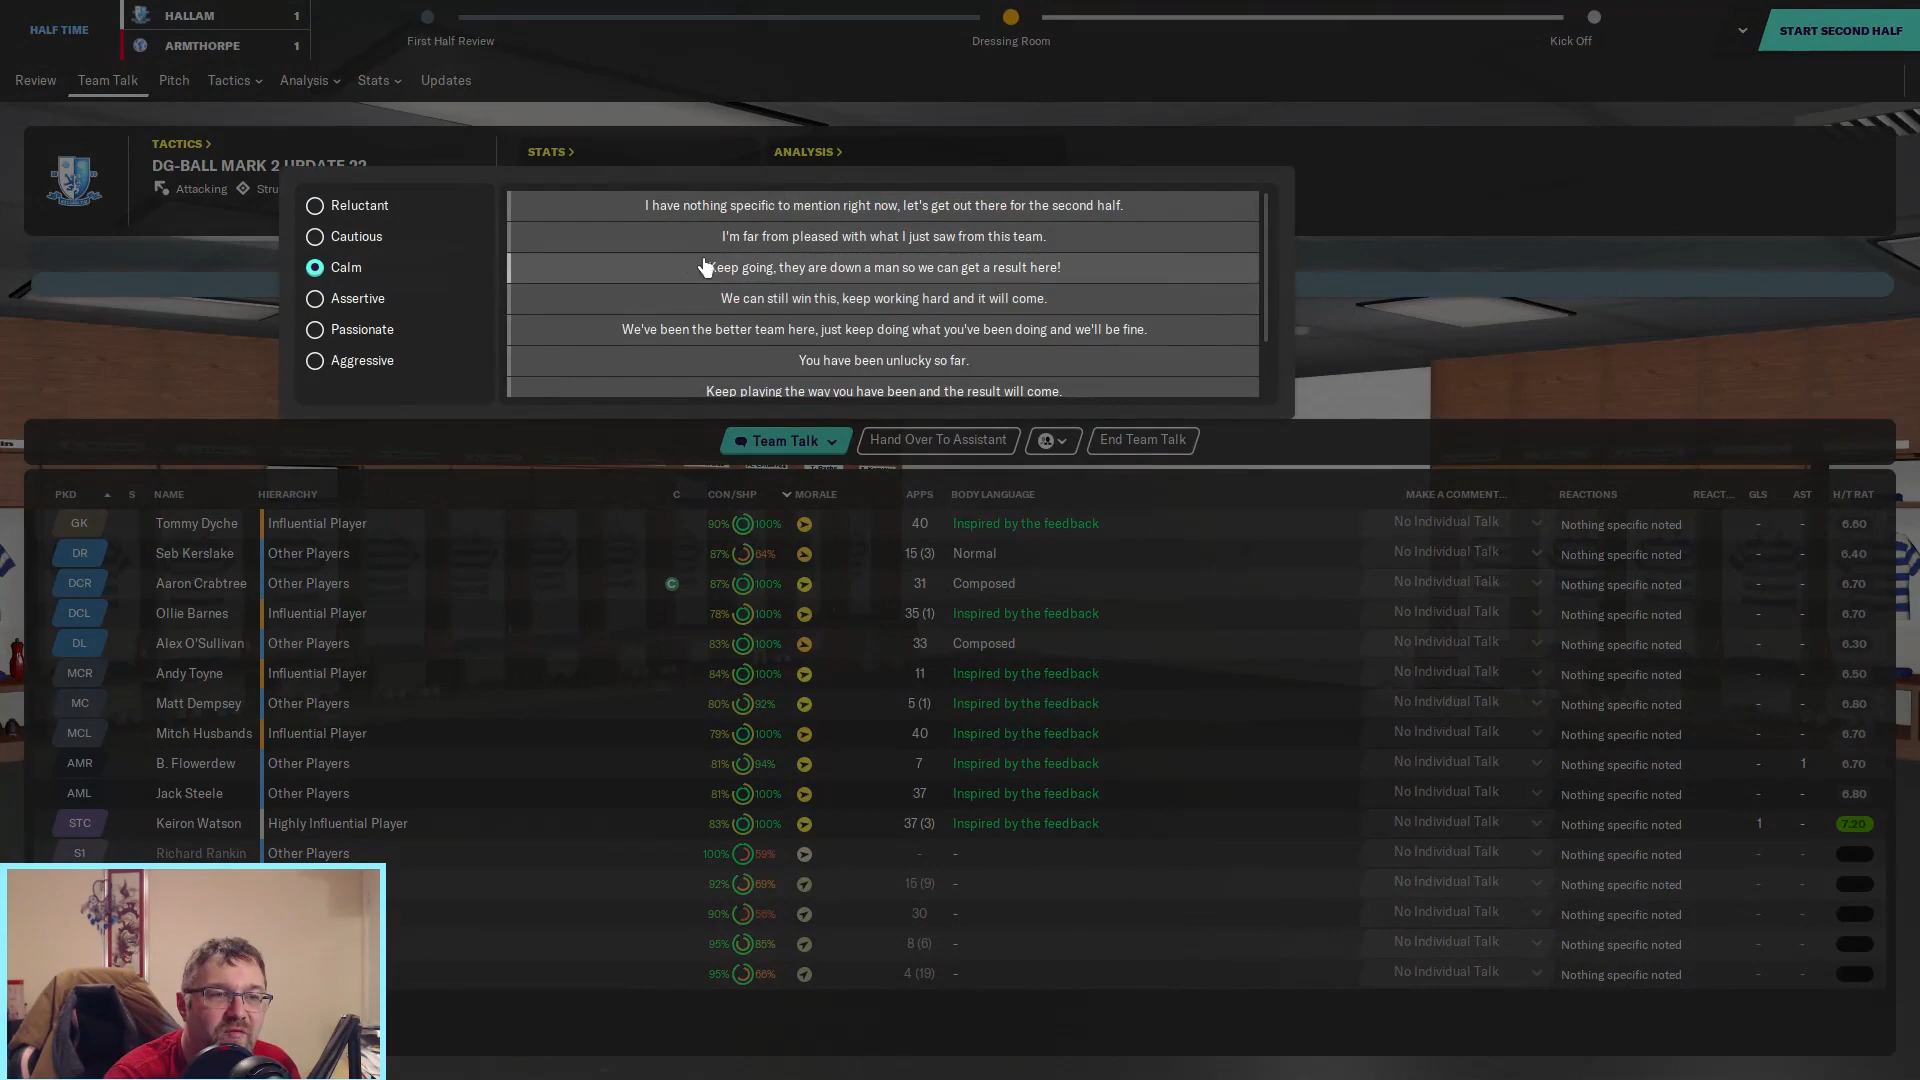 HALF TIME
HALLAM 1
ARMTHORPE 1
First Half Review
Dressing Room
Kick Off
START SECOND HALF
Review Team Talk Pitch Tactics Analysis Stats Updates
TACTICS >
DG-BALL MARK 2 UPDATE 22
Attacking Stru
STATS >
ANALYSIS >
Reluctant
Cautious
Calm
Assertive
Passionate
Aggressive
I have nothing specific to mention right now, let's get out there for the second half.
I'm far from pleased with what I just saw from this team.
Keep going, they are down a man so we can get a result here!
We can still win this, keep working hard and it will come.
We've been the better team here, just keep doing what you've been doing and we'll be fine.
You have been unlucky so far.
Keep playing the way you have been and the result will come.
Team Talk Hand Over To Assistant End Team Talk
PKD S NAME HIERARCHY C CON/SHP MORALE APPS BODY LANGUAGE MAKE A COMMENT... REACTIONS REACT... GLS AST H/T RAT
GK Tommy Dyche Influential Player 90% 100% 40 Inspired by the feedback No Individual Talk Nothing specific noted - - 6.60
DR Seb Kerslake Other Players 87% 64% 15 (3) Normal No Individual Talk Nothing specific noted - - 6.40
DCR Aaron Crabtree Other Players C 87% 100% 31 Composed No Individual Talk Nothing specific noted - - 6.70
DCL Ollie Barnes Influential Player 78% 100% 35 (1) Inspired by the feedback No Individual Talk Nothing specific noted - - 6.70
DL Alex O'Sullivan Other Players 83% 100% 33 Composed No Individual Talk Nothing specific noted - - 6.30
MCR Andy Toyne Influential Player 84% 100% 11 Inspired by the feedback No Individual Talk Nothing specific noted - - 6.50
MC Matt Dempsey Other Players 80% 92% 5 (1) Inspired by the feedback No Individual Talk Nothing specific noted - - 6.80
MCL Mitch Husbands Influential Player 79% 100% 40 Inspired by the feedback No Individual Talk Nothing specific noted - - 6.70
AMR B. Flowerdew Other Players 81% 94% 7 Inspired by the feedback No Individual Talk Nothing specific noted - 1 6.70
AML Jack Steele Other Players 81% 100% 37 Inspired by the feedback No Individual Talk Nothing specific noted - - 6.80
STC Keiron Watson Highly Influential Player 83% 100% 37 (3) Inspired by the feedback No Individual Talk Nothing specific noted 1 - 7.20
S1 Richard Rankin Other Players 100% 59% - - No Individual Talk Nothing specific noted
92% 69% 15 (9) - No Individual Talk Nothing specific noted
90% 56% 30 - No Individual Talk Nothing specific noted
95% 85% 8 (6) - No Individual Talk Nothing specific noted
95% 66% 4 (19) - No Individual Talk Nothing specific noted